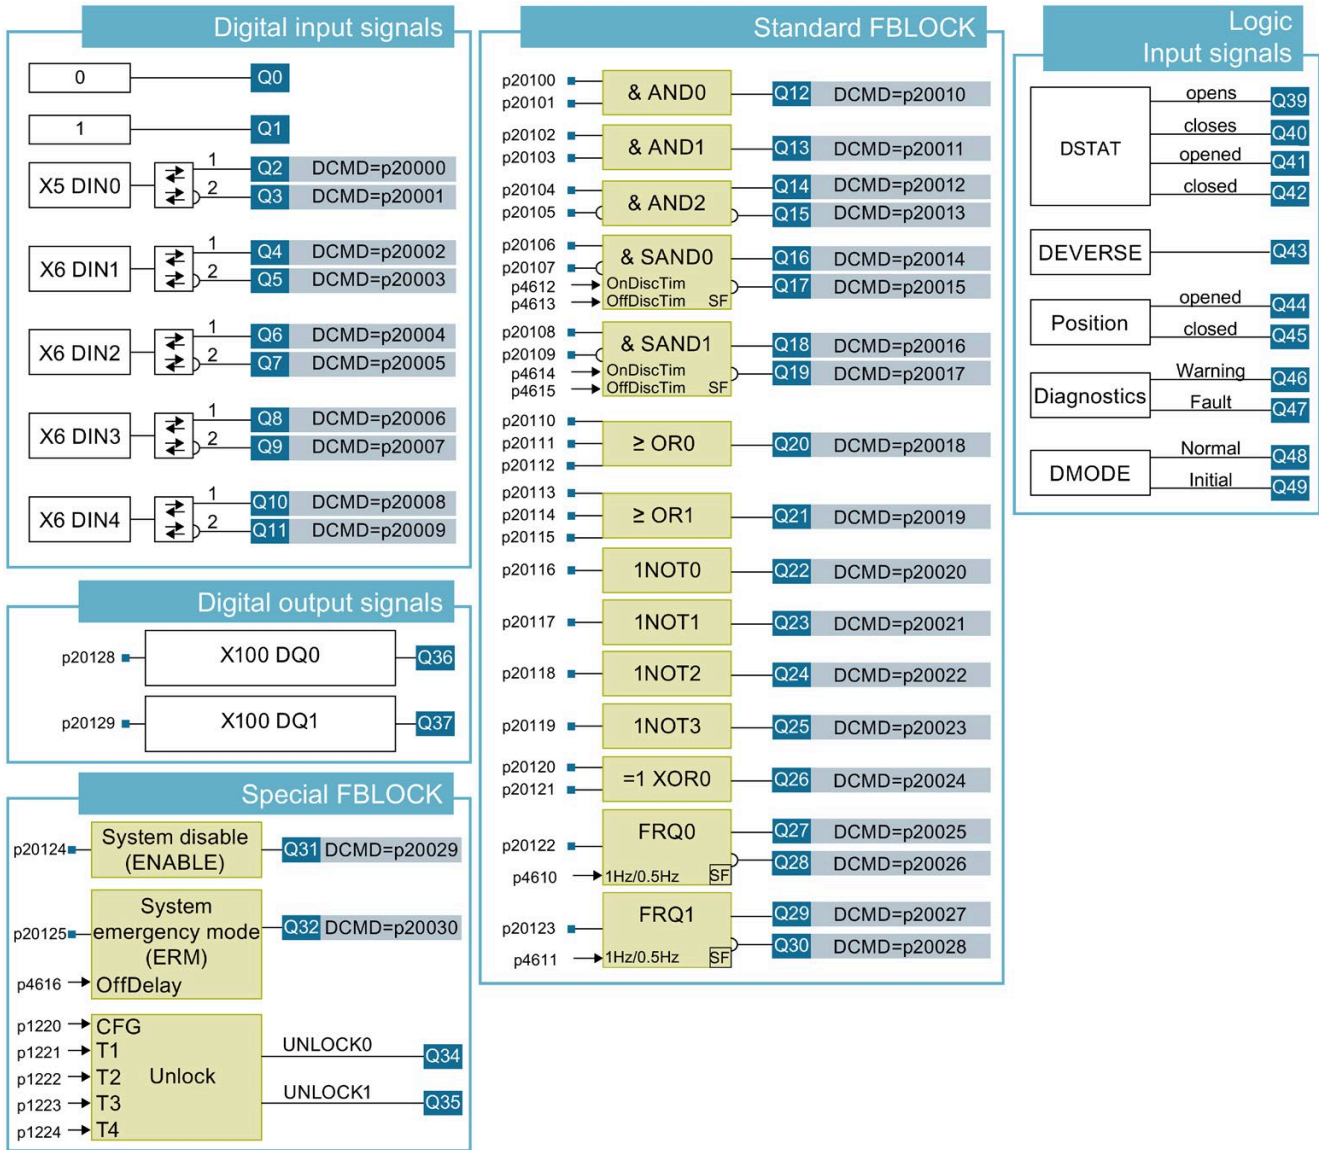 Digital input signals
0 Q0
1 Q1
X5 DIN0
1 Q2 DCMD=p20000
2 Q3 DCMD=p20001
X6 DIN1
1 Q4 DCMD=p20002
2 Q5 DCMD=p20003
X6 DIN2
1 Q6 DCMD=p20004
2 Q7 DCMD=p20005
X6 DIN3
1 Q8 DCMD=p20006
2 Q9 DCMD=p20007
X6 DIN4
1 Q10 DCMD=p20008
2 Q11 DCMD=p20009
Digital output signals
p20128 X100 DQ0 Q36
p20129 X100 DQ1 Q37
Special FBLOCK
p20124
System disable
(ENABLE)
Q31 DCMD=p20029
p20125
System
emergency mode
(ERM)
Q32 DCMD=p20030
p4616 OffDelay
p1220 CFG
p1221 T1
p1222 T2
p1223 T3
p1224 T4
Unlock
UNLOCK0 Q34
UNLOCK1 Q35
Standard FBLOCK
p20100
p20101
& AND0
Q12 DCMD=p20010
p20102
p20103
& AND1
Q13 DCMD=p20011
p20104
p20105
& AND2
Q14 DCMD=p20012
Q15 DCMD=p20013
p20106
p20107
& SAND0
p4612 OnDiscTim
p4613 OffDiscTim SF
Q16 DCMD=p20014
Q17 DCMD=p20015
p20108
p20109
& SAND1
p4614 OnDiscTim
p4615 OffDiscTim SF
Q18 DCMD=p20016
Q19 DCMD=p20017
p20110
p20111
p20112
≥ OR0
Q20 DCMD=p20018
p20113
p20114
p20115
≥ OR1
Q21 DCMD=p20019
p20116 1NOT0 Q22 DCMD=p20020
p20117 1NOT1 Q23 DCMD=p20021
p20118 1NOT2 Q24 DCMD=p20022
p20119 1NOT3 Q25 DCMD=p20023
p20120
p20121
=1 XOR0
Q26 DCMD=p20024
p20122
FRQ0
p4610 1Hz/0.5Hz SF
Q27 DCMD=p20025
Q28 DCMD=p20026
p20123
FRQ1
p4611 1Hz/0.5Hz SF
Q29 DCMD=p20027
Q30 DCMD=p20028
Logic
Input signals
DSTAT
opens Q39
closes Q40
opened Q41
closed Q42
DEVERSE Q43
Position
opened Q44
closed Q45
Diagnostics
Warning Q46
Fault Q47
DMODE
Normal Q48
Initial Q49